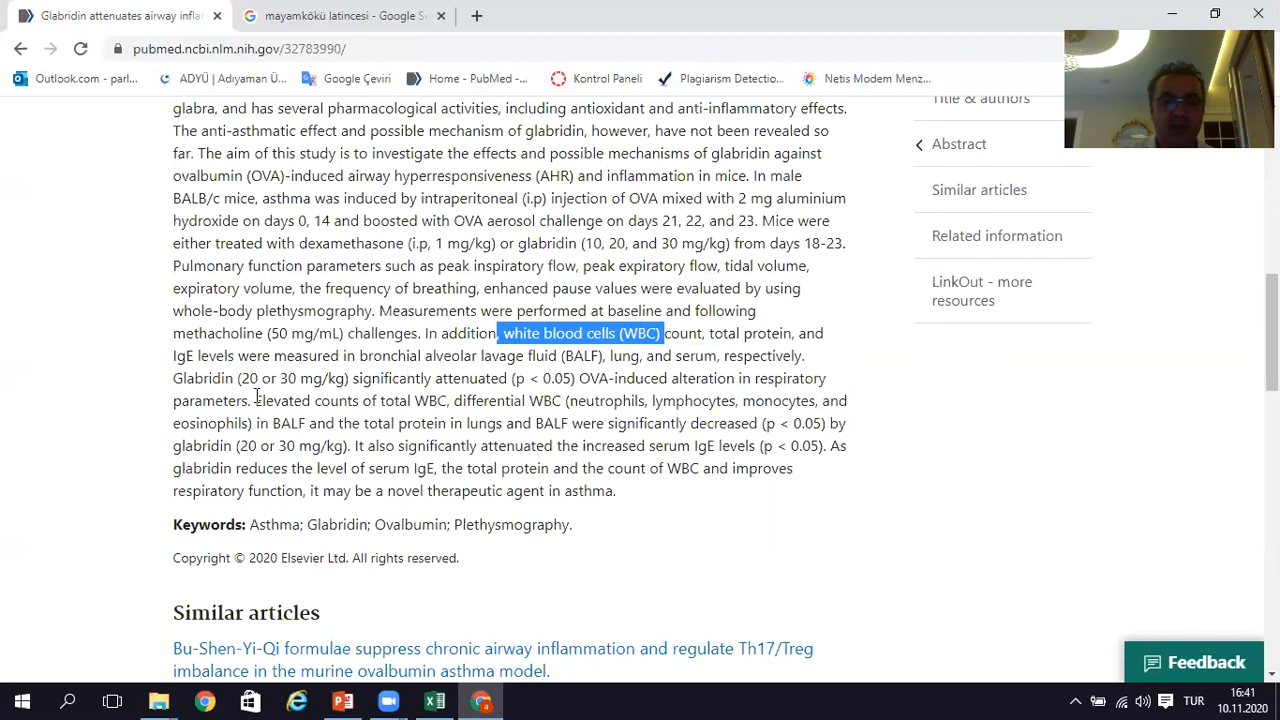 Glabridin attenuates airway infla
mayamkökü latincesi - Google Se
pubmed.ncbi.nlm.nih.gov/32783990/
Outlook.com - parl...
ADYÜ | Adıyaman Ü...
Google Çeviri
Home - PubMed -...
Kontrol Paneli
Plagiarism Detectio...
Netis Modem Menz...
glabra, and has several pharmacological activities, including antioxidant and anti-inflammatory effects.
The anti-asthmatic effect and possible mechanism of glabridin, however, have not been revealed so
far. The aim of this study is to investigate the effects and possible mechanisms of glabridin against
ovalbumin (OVA)-induced airway hyperresponsiveness (AHR) and inflammation in mice. In male
BALB/c mice, asthma was induced by intraperitoneal (i.p) injection of OVA mixed with 2 mg aluminium
hydroxide on days 0, 14 and boosted with OVA aerosol challenge on days 21, 22, and 23. Mice were
either treated with dexamethasone (i.p, 1 mg/kg) or glabridin (10, 20, and 30 mg/kg) from days 18-23.
Pulmonary function parameters such as peak inspiratory flow, peak expiratory flow, tidal volume,
expiratory volume, the frequency of breathing, enhanced pause values were evaluated by using
whole-body plethysmography. Measurements were performed at baseline and following
methacholine (50 mg/mL) challenges. In addition, white blood cells (WBC) count, total protein, and
IgE levels were measured in bronchial alveolar lavage fluid (BALF), lung, and serum, respectively.
Glabridin (20 or 30 mg/kg) significantly attenuated (p < 0.05) OVA-induced alteration in respiratory
parameters. Elevated counts of total WBC, differential WBC (neutrophils, lymphocytes, monocytes, and
eosinophils) in BALF and the total protein in lungs and BALF were significantly decreased (p < 0.05) by
glabridin (20 or 30 mg/kg). It also significantly attenuated the increased serum IgE levels (p < 0.05). As
glabridin reduces the level of serum IgE, the total protein and the count of WBC and improves
respiratory function, it may be a novel therapeutic agent in asthma.
Keywords: Asthma; Glabridin; Ovalbumin; Plethysmography.
Copyright © 2020 Elsevier Ltd. All rights reserved.
Similar articles
Bu-Shen-Yi-Qi formulae suppress chronic airway inflammation and regulate Th17/Treg
imbalance in the murine ovalbumin asthma model.
Title & authors
Abstract
Similar articles
Related information
LinkOut - more
resources
Feedback
TUR
16:41
10.11.2020